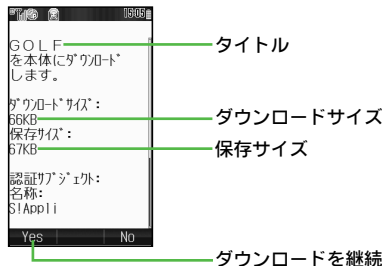 15:05
GOLF
を本体にﾀﾞｳﾝﾛｰﾄﾞ
します。
ﾀﾞｳﾝﾛｰﾄﾞｻｲｽﾞ:
66KB
保存ｻｲｽﾞ:
67KB
認証ｻﾌﾞｼﾞｪｸﾄ:
名称:
S!Appli
Yes
No
タイトル
ダウンロードサイズ
保存サイズ
ダウンロードを継続